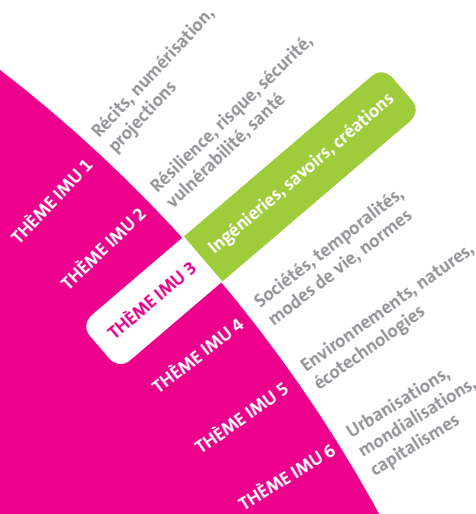 THÈME IMU 1
Récits, numérisation,
projections
THÈME IMU 2
Résilience, risque, sécurité,
vulnérabilité, santé
THÈME IMU 3
Ingénieries, savoirs, créations
THÈME IMU 4
Sociétés, temporalités,
modes de vie, normes
THÈME IMU 5
Environnements, natures,
écotechnologies
THÈME IMU 6
Urbanisations,
mondialisations,
capitalismes